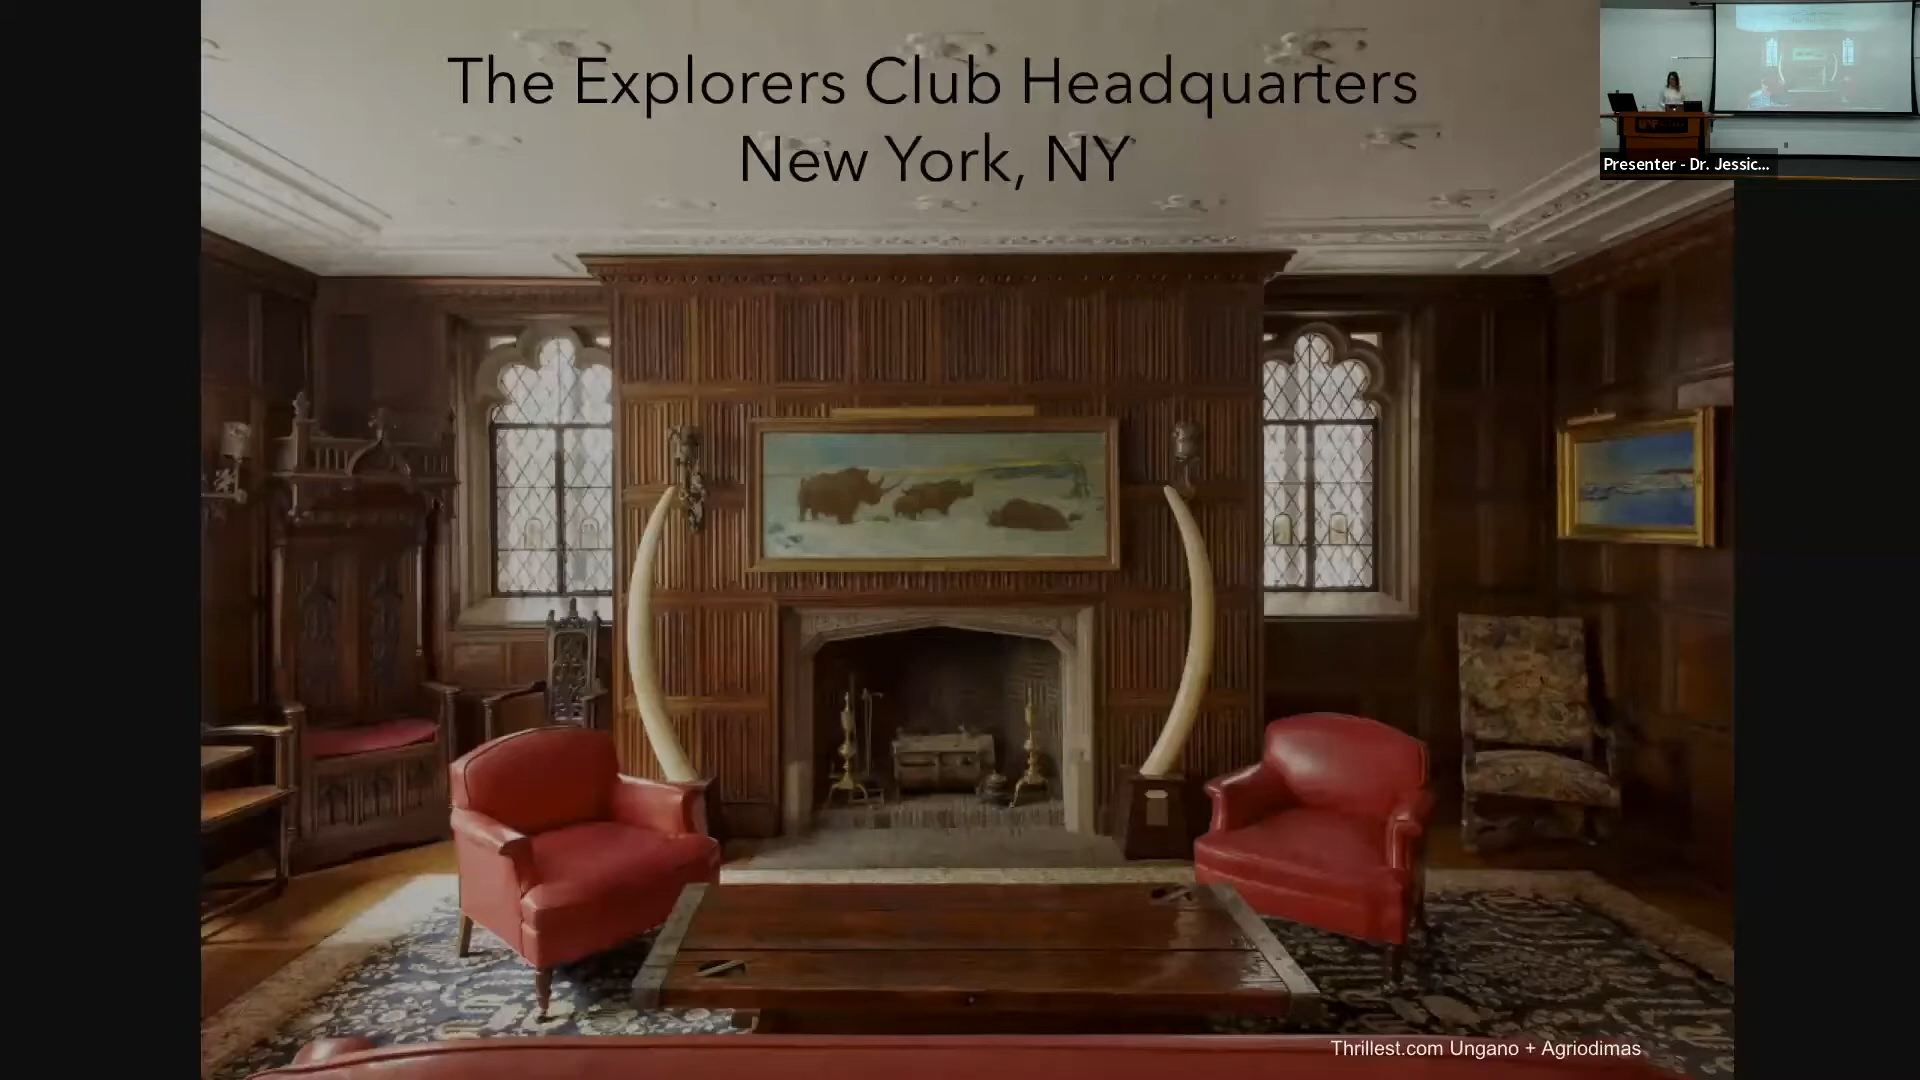 The Explorers Club Headquarters
New York, NY
Presenter - Dr. Jessic...
Thrillest.com Ungano + Agriodimas